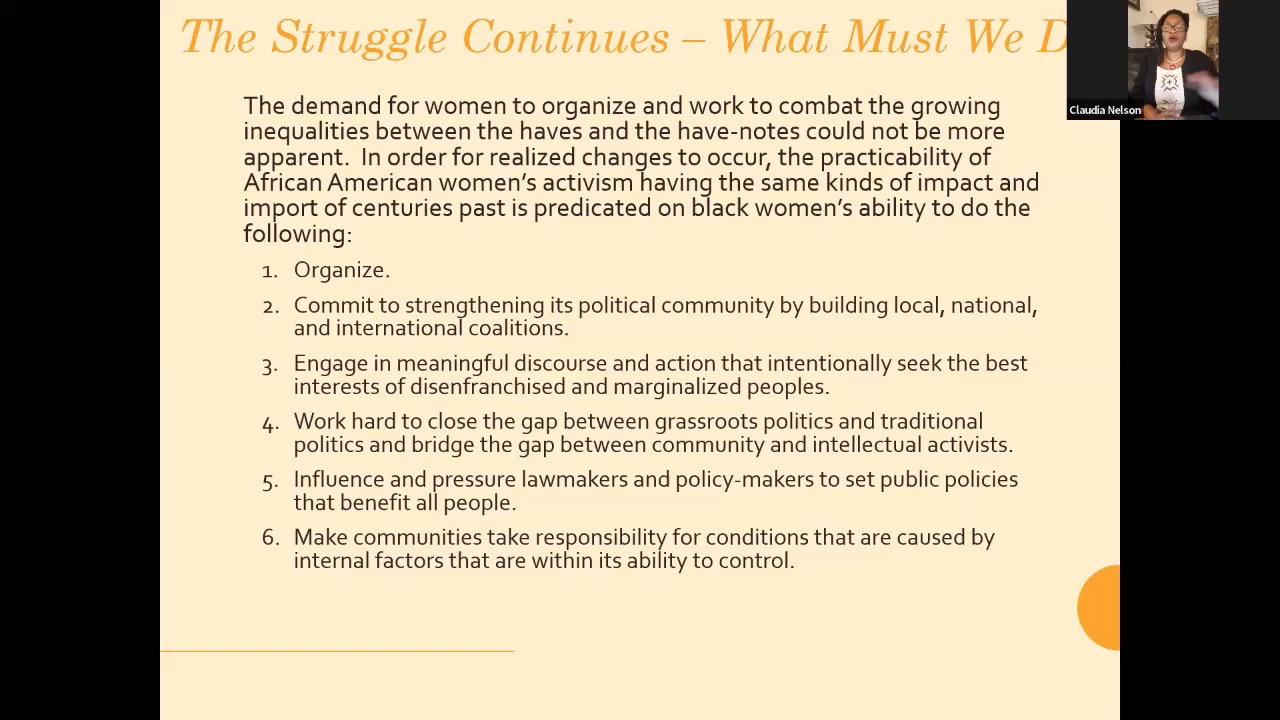 The Struggle Continues – What Must We D
Claudia Nelson
The demand for women to organize and work to combat the growing
inequalities between the haves and the have-notes could not be more
apparent.  In order for realized changes to occur, the practicability of
African American women’s activism having the same kinds of impact and
import of centuries past is predicated on black women’s ability to do the
following:
1. Organize.
2. Commit to strengthening its political community by building local, national,
and international coalitions.
3. Engage in meaningful discourse and action that intentionally seek the best
interests of disenfranchised and marginalized peoples.
4. Work hard to close the gap between grassroots politics and traditional
politics and bridge the gap between community and intellectual activists.
5. Influence and pressure lawmakers and policy-makers to set public policies
that benefit all people.
6. Make communities take responsibility for conditions that are caused by
internal factors that are within its ability to control.